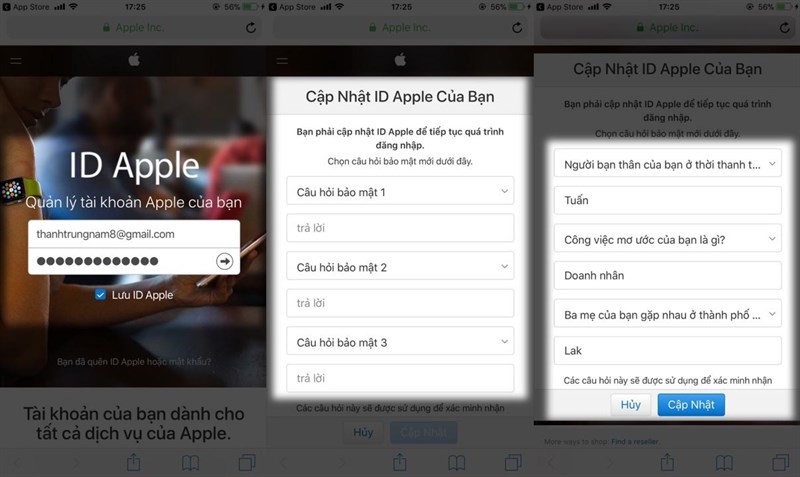 App Store 17:25 56%
Apple Inc.
ID Apple
Quản lý tài khoản Apple của bạn
thanhtrungnam8@gmail.com
Lưu ID Apple
Bạn đã quên ID Apple hoặc mật khẩu?
Tài khoản của bạn dành cho
tất cả dịch vụ của Apple.
App Store 17:25 56%
Apple Inc.
Cập Nhật ID Apple Của Bạn
Bạn phải cập nhật ID Apple để tiếp tục quá trình
đăng nhập.
Chọn câu hỏi bảo mật mới dưới đây.
Câu hỏi bảo mật 1
trả lời
Câu hỏi bảo mật 2
trả lời
Câu hỏi bảo mật 3
trả lời
Các câu hỏi này sẽ được sử dụng để xác minh nhận
Hủy Cập Nhật
App Store 17:25 56%
Apple Inc.
Cập Nhật ID Apple Của Bạn
Bạn phải cập nhật ID Apple để tiếp tục quá trình
đăng nhập.
Chọn câu hỏi bảo mật mới dưới đây.
Người bạn thân của bạn ở thời thanh t...
Tuấn
Công việc mơ ước của bạn là gì?
Doanh nhân
Ba mẹ của bạn gặp nhau ở thành phố ...
Lak
Các câu hỏi này sẽ được sử dụng để xác minh nhận
Hủy Cập Nhật
More ways to shop: Find a reseller.